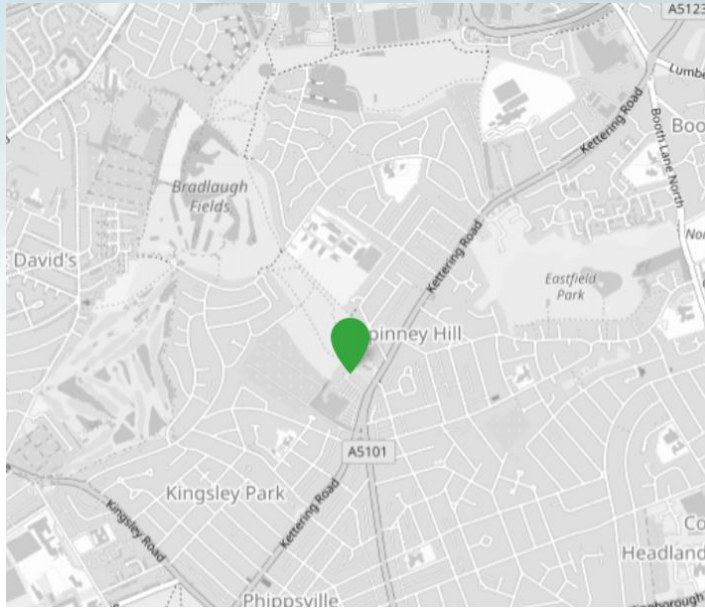 A5123
Lumbe
Kettering Road
Boo
Booth Lane North
Bradlaugh
Fields
David's
Kettering Road
Nor
Eastfield
Park
pinney Hill
A5101
Kingsley Park
Kettering Road
Kingsley Road
Co
Headland
Phippsville